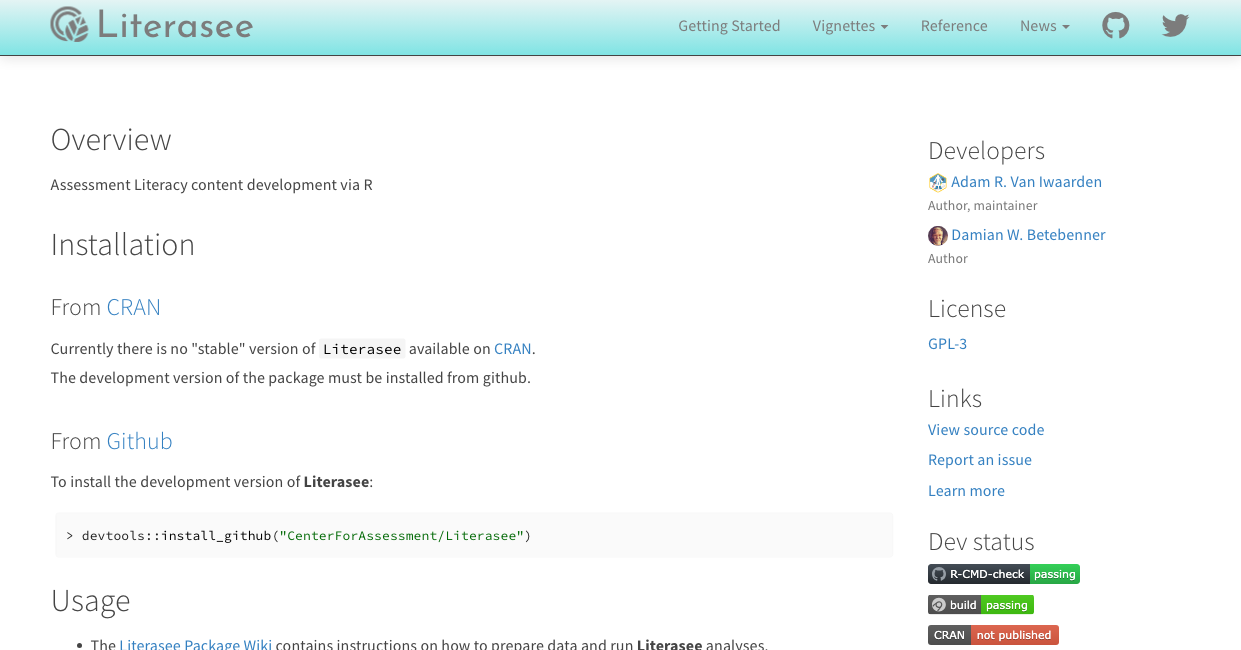 Literasee
Getting Started Vignettes Reference News
Overview
Assessment Literacy content development via R
Installation
From CRAN
Currently there is no "stable" version of Literasee available on CRAN.
The development version of the package must be installed from github.
From Github
To install the development version of Literasee:
> devtools::install_github("CenterForAssessment/Literasee")
Usage
• The Literasee Package Wiki contains instructions on how to prepare data and run Literasee analyses.
Developers
Adam R. Van Iwaarden
Author, maintainer
Damian W. Betebenner
Author
License
GPL-3
Links
View source code
Report an issue
Learn more
Dev status
R-CMD-check passing
build passing
CRAN not published